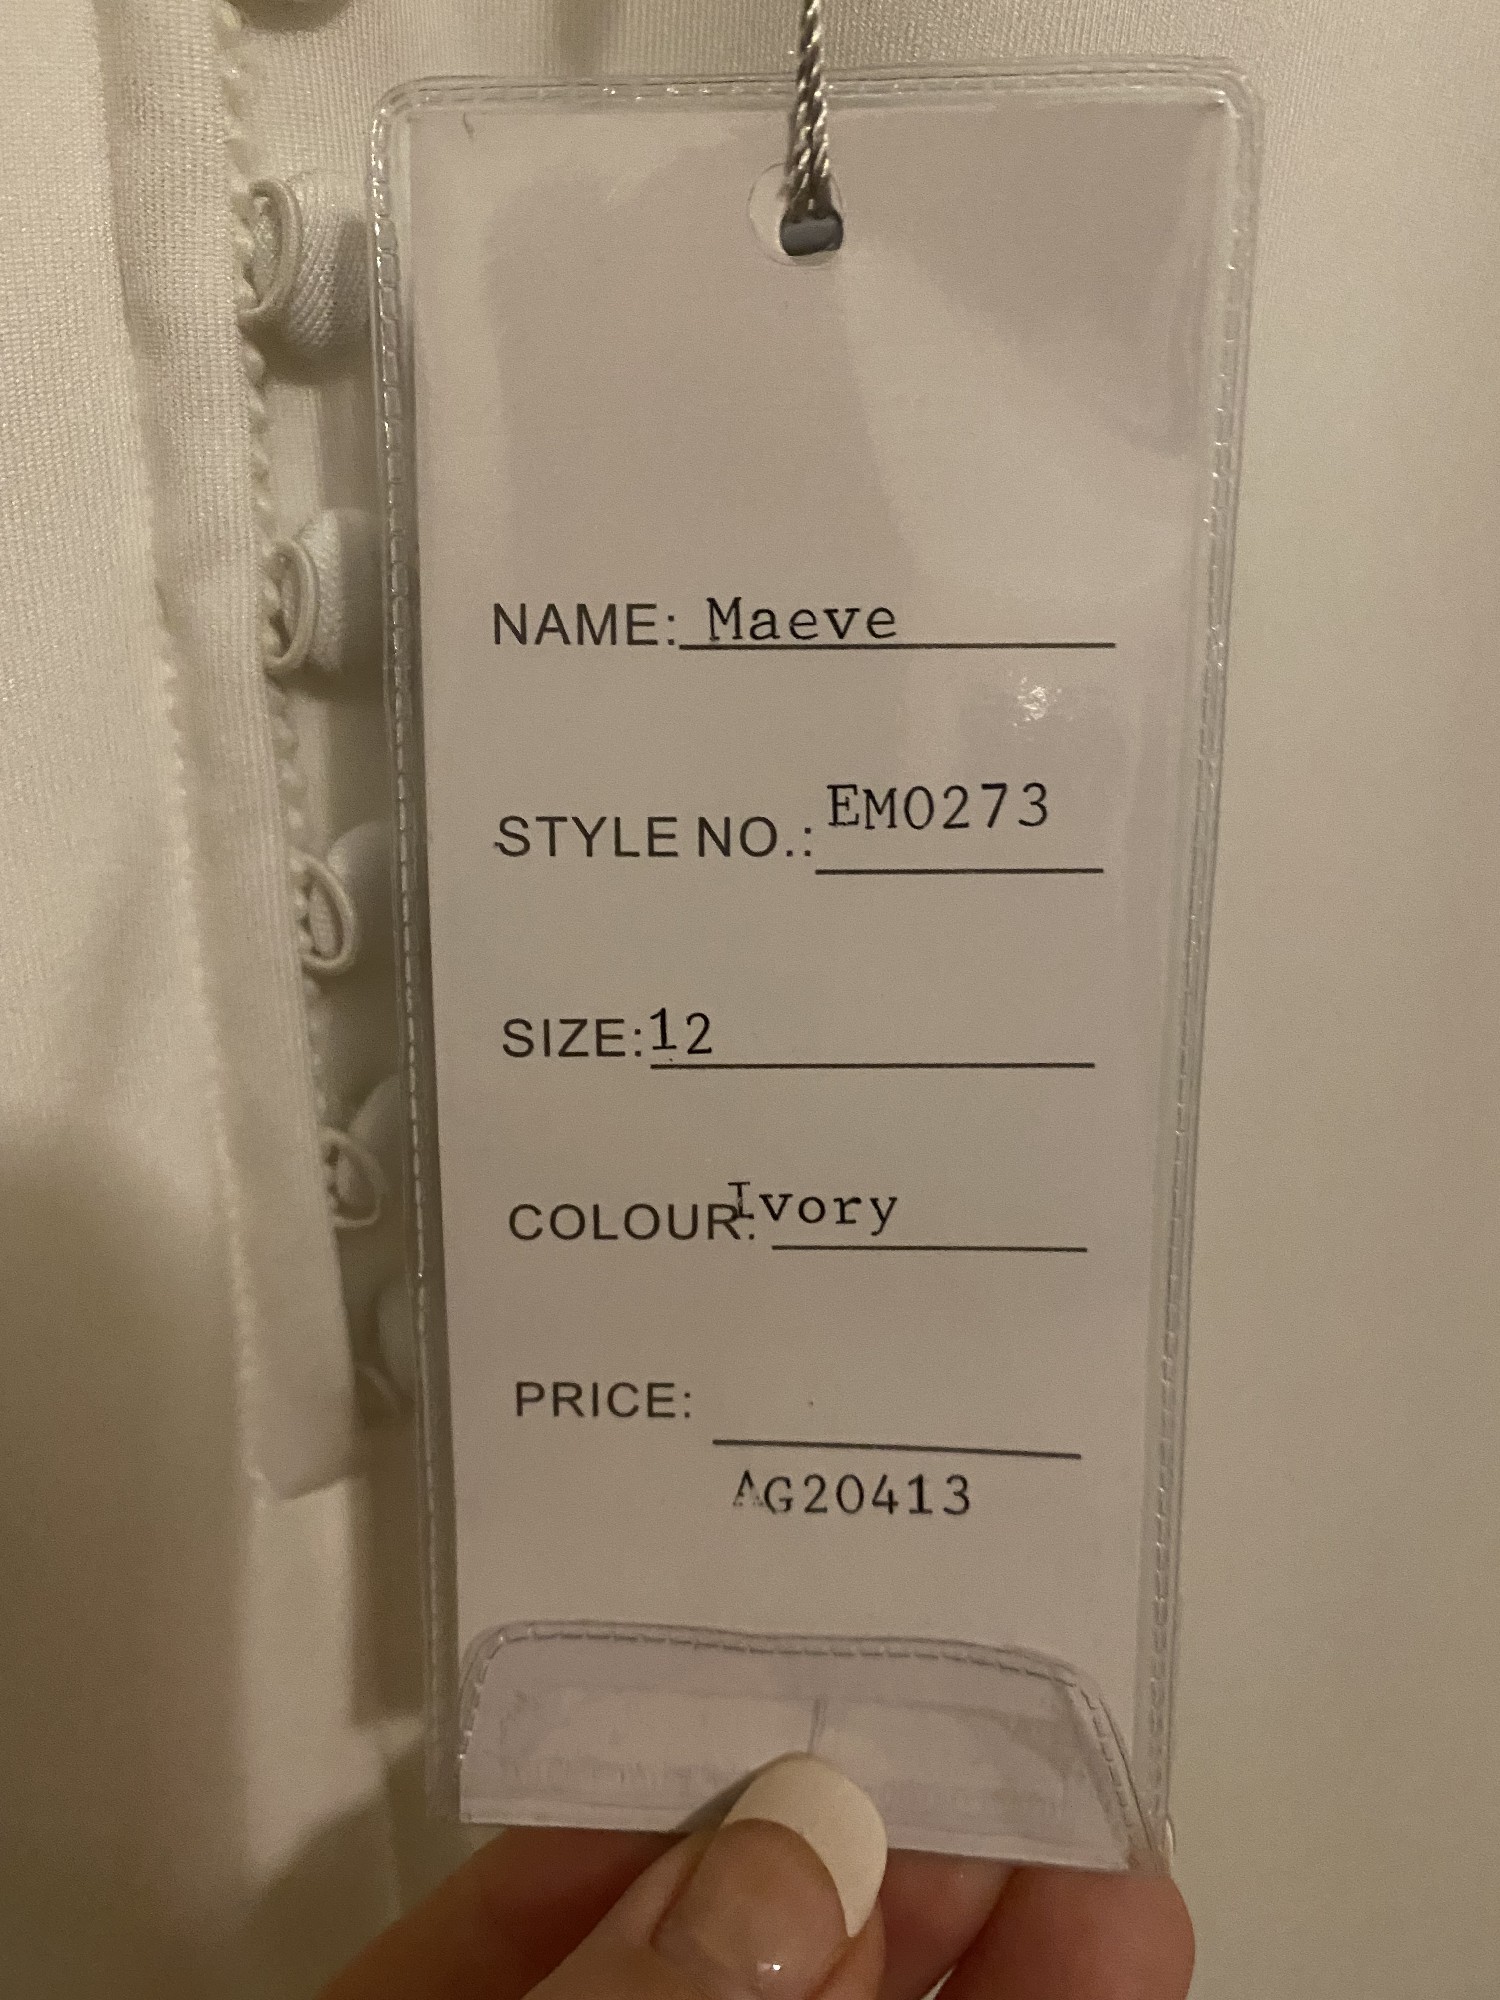 NAME: Maeve
STYLE NO.: EM0273
SIZE: 12
COLOUR: Ivory
PRICE:
AG20413